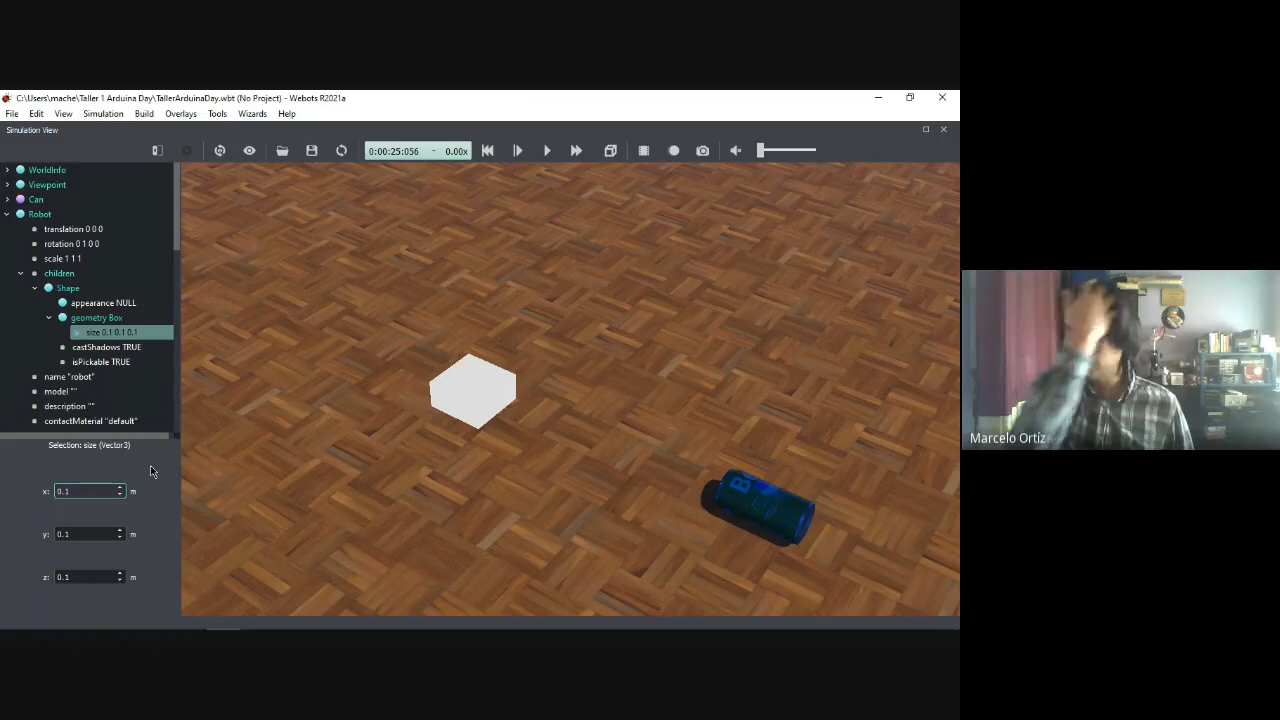 C:\Users\mache\Taller 1 Arduina Day\TallerArduinaDay.wbt (No Project) - Webots R2021a
File Edit View Simulation Build Overlays Tools Wizards Help
Simulation View
0:00:25:056 - 0.00x
WorldInfo
Viewpoint
Can
Robot
translation 0 0 0
rotation 0 1 0 0
scale 1 1 1
children
Shape
appearance NULL
geometry Box
size 0.1 0.1 0.1
castShadows TRUE
isPickable TRUE
name "robot"
model ""
description ""
contactMaterial "default"
Selection: size (Vector3)
x: 0.1 m
y: 0.1 m
z: 0.1 m
Marcelo Ortíz